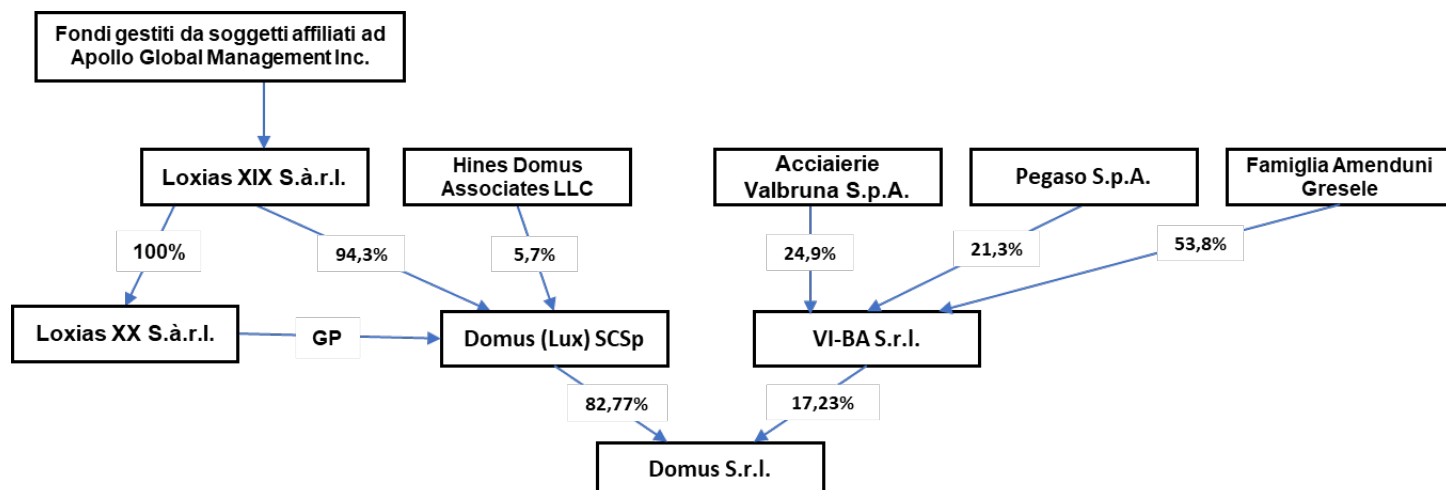 Fondi gestiti da soggetti affiliati ad
Apollo Global Management Inc.
Loxias XIX S.à.r.l.
Hines Domus
Associates LLC
Acciaierie
Valbruna S.p.A.
Pegaso S.p.A.
Famiglia Amenduni
Gresele
100%
94,3%
5,7%
24,9%
21,3%
53,8%
Loxias XX S.à.r.l.
GP
Domus (Lux) SCSp
VI-BA S.r.l.
82,77%
17,23%
Domus S.r.l.